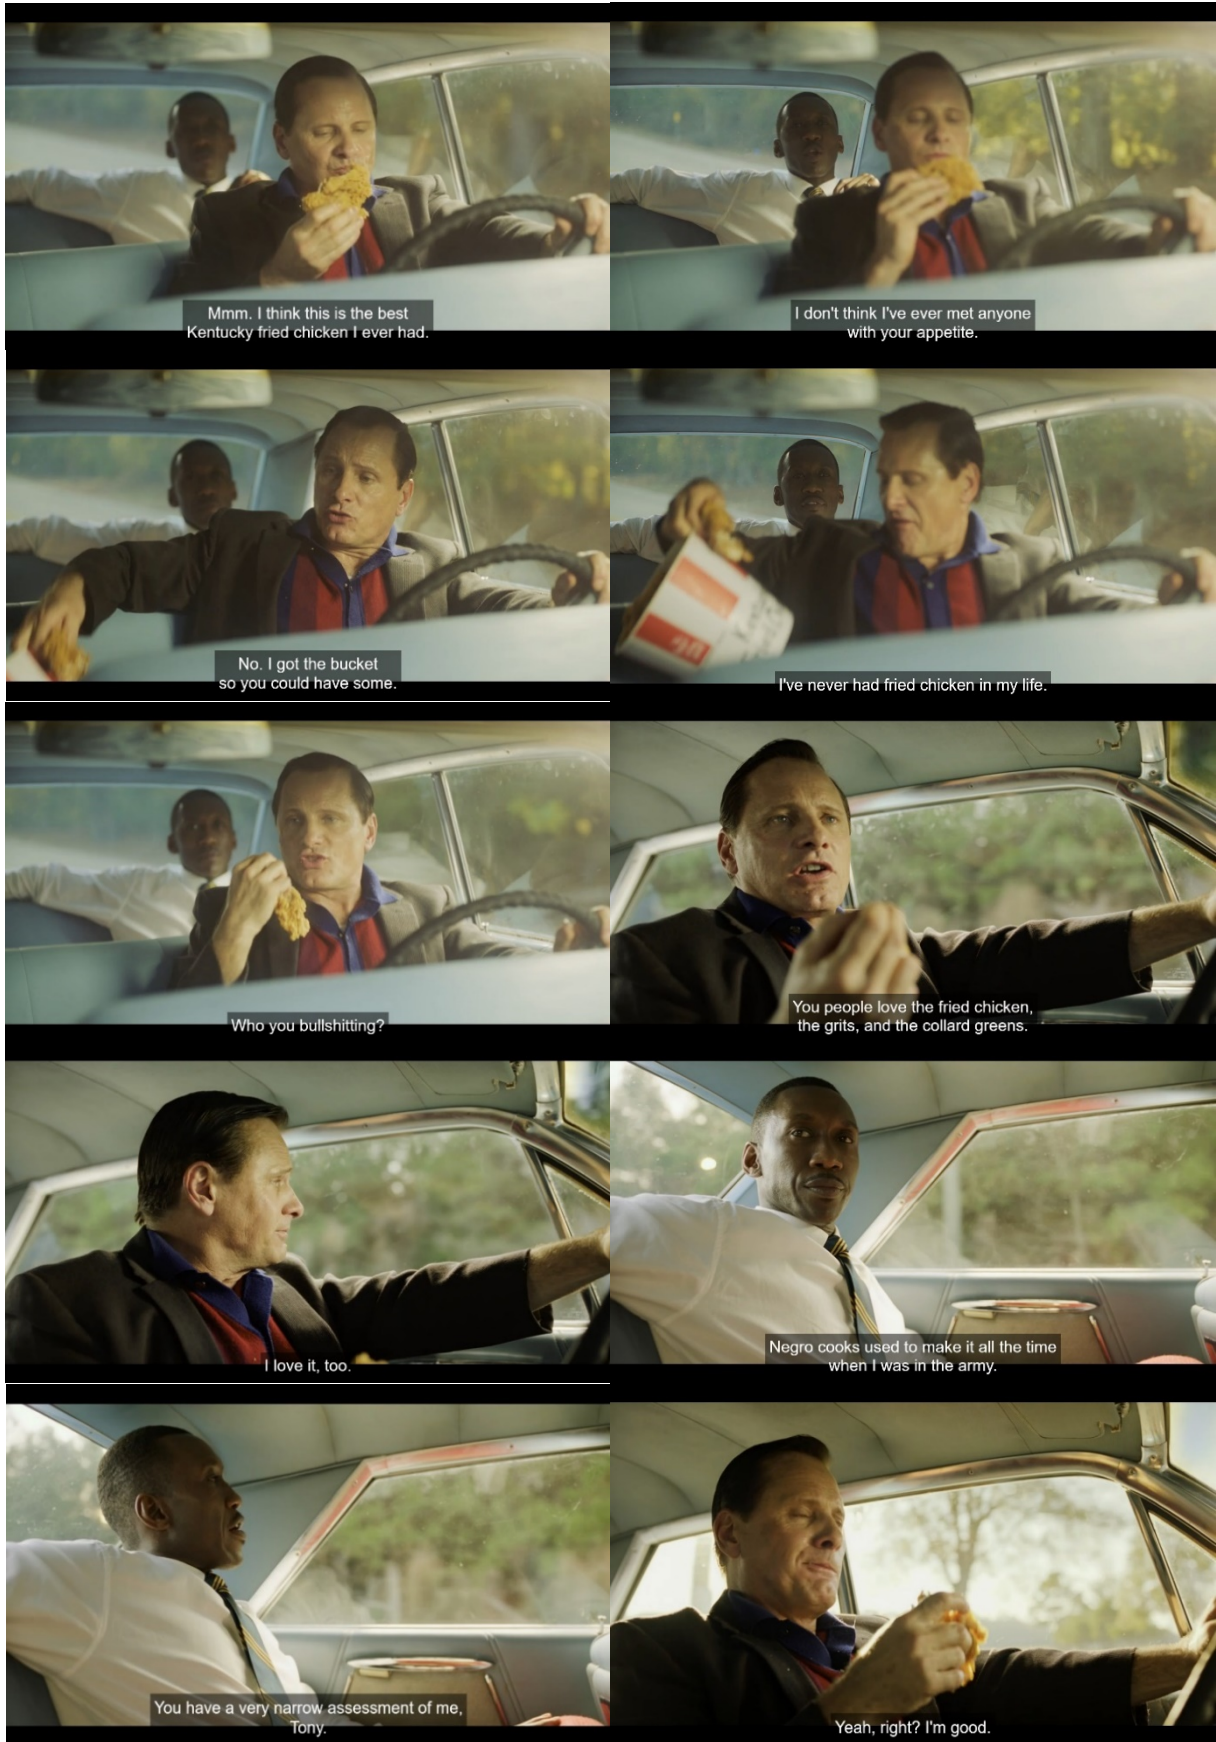 Mmm. I think this is the best
Kentucky fried chicken I ever had.
I don't think I've ever met anyone
with your appetite.
No. I got the bucket
so you could have some.
I've never had fried chicken in my life.
Who you bullshitting?
You people love the fried chicken,
the grits, and the collard greens.
I love it, too.
Negro cooks used to make it all the time
when I was in the army.
You have a very narrow assessment of me,
Tony.
Yeah, right? I'm good.